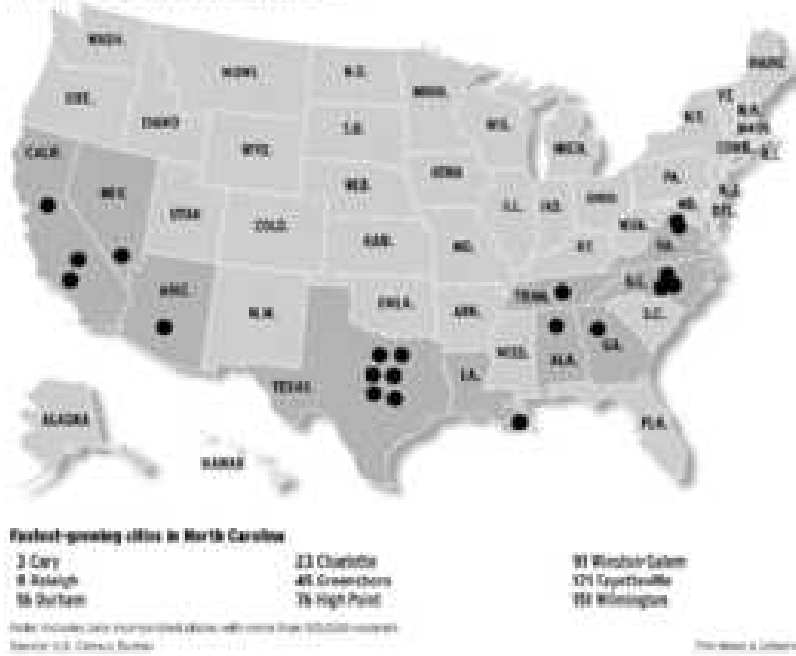 WASH.
MONT.
N.D.
MINN.
MAINE
ORE.
IDAHO
S.D.
WIS.
MICH.
VT.
N.H.
N.Y.
MASS.
CONN.
R.I.
CALIF.
NEV.
WYO.
NEB.
IOWA
PA.
N.J.
UTAH
COLO.
ILL.
IND.
OHIO
MD.
DEL.
KAN.
MO.
KY.
W.VA.
VA.
ARIZ.
N.M.
OKLA.
ARK.
TENN.
N.C.
S.C.
TEXAS
LA.
MISS.
ALA.
GA.
FLA.
ALASKA
HAWAII
Fastest-growing cities in North Carolina
3 Cary 23 Charlotte 91 Winston-Salem
8 Raleigh 45 Greensboro 171 Fayetteville
16 Durham 76 High Point Wilmington
Source: U.S. Census Bureau